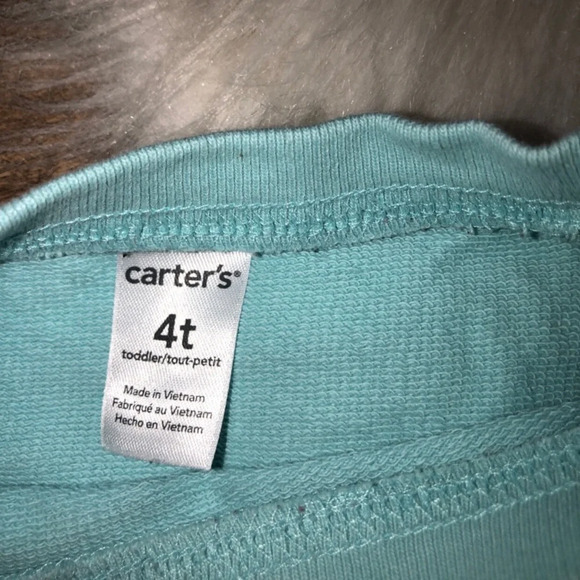 carter's®
4t
toddler/tout-petit
Made in Vietnam
Fabriqué au Vietnam
Hecho en Vietnam